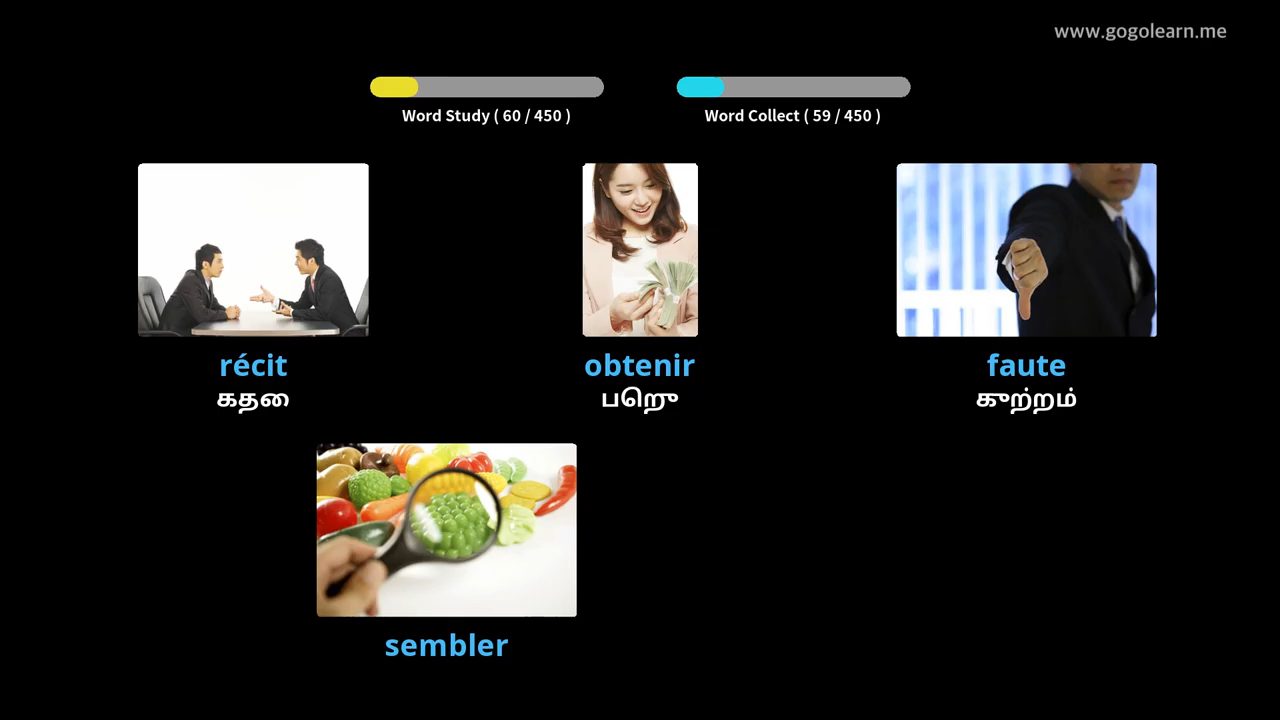 www.gogolearn.me
Word Study ( 60 / 450 )
Word Collect ( 59 / 450 )
récit
obtenir
faute
கதை
பெறு
குற்றம்
sembler